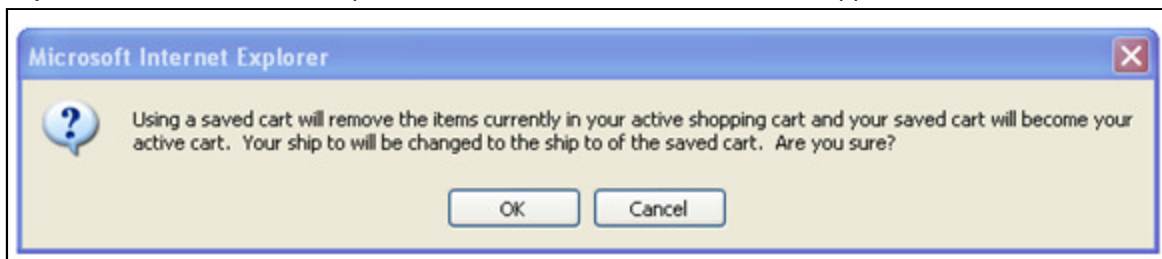 Microsoft Internet Explorer
Using a saved cart will remove the items currently in your active shopping cart and your saved cart will become your
active cart. Your ship to will be changed to the ship to of the saved cart. Are you sure?
OK
Cancel